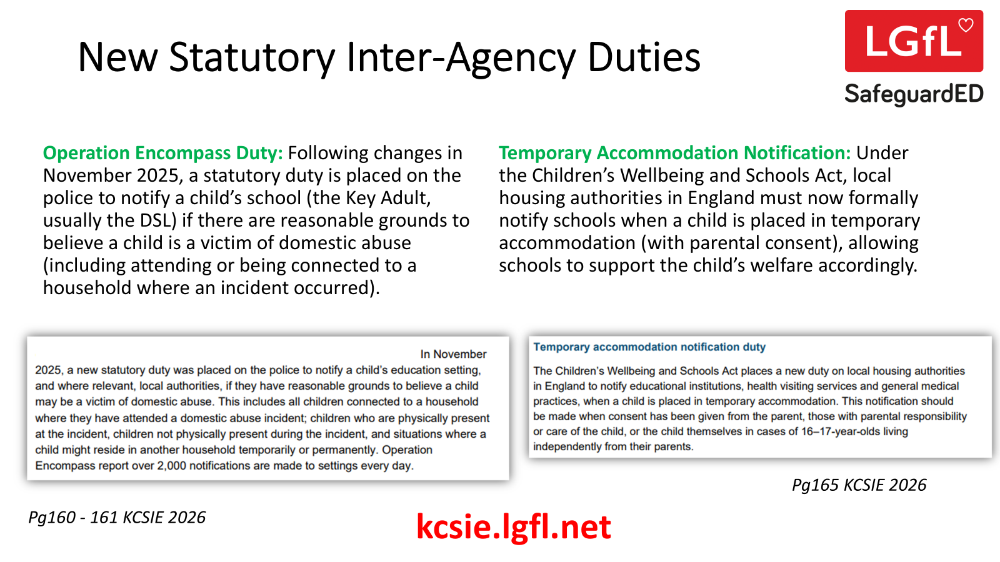 New Statutory Inter-Agency Duties
LGfL
SafeguardED
Operation Encompass Duty: Following changes in
November 2025, a statutory duty is placed on the
police to notify a child’s school (the Key Adult,
usually the DSL) if there are reasonable grounds to
believe a child is a victim of domestic abuse
(including attending or being connected to a
household where an incident occurred).
Temporary Accommodation Notification: Under
the Children’s Wellbeing and Schools Act, local
housing authorities in England must now formally
notify schools when a child is placed in temporary
accommodation (with parental consent), allowing
schools to support the child’s welfare accordingly.
In November
2025, a new statutory duty was placed on the police to notify a child’s education setting,
and where relevant, local authorities, if they have reasonable grounds to believe a child
may be a victim of domestic abuse. This includes all children connected to a household
where they have attended a domestic abuse incident; children who are physically present
at the incident, children not physically present during the incident, and situations where a
child might reside in another household temporarily or permanently. Operation
Encompass report over 2,000 notifications are made to settings every day.
Pg160 - 161 KCSIE 2026
Temporary accommodation notification duty
The Children’s Wellbeing and Schools Act places a new duty on local housing authorities
in England to notify educational institutions, health visiting services and general medical
practices, when a child is placed in temporary accommodation. This notification should
be made when consent has been given from the parent, those with parental responsibility
or care of the child, or the child themselves in cases of 16–17-year-olds living
independently from their parents.
Pg165 KCSIE 2026
kcsie.lgfl.net